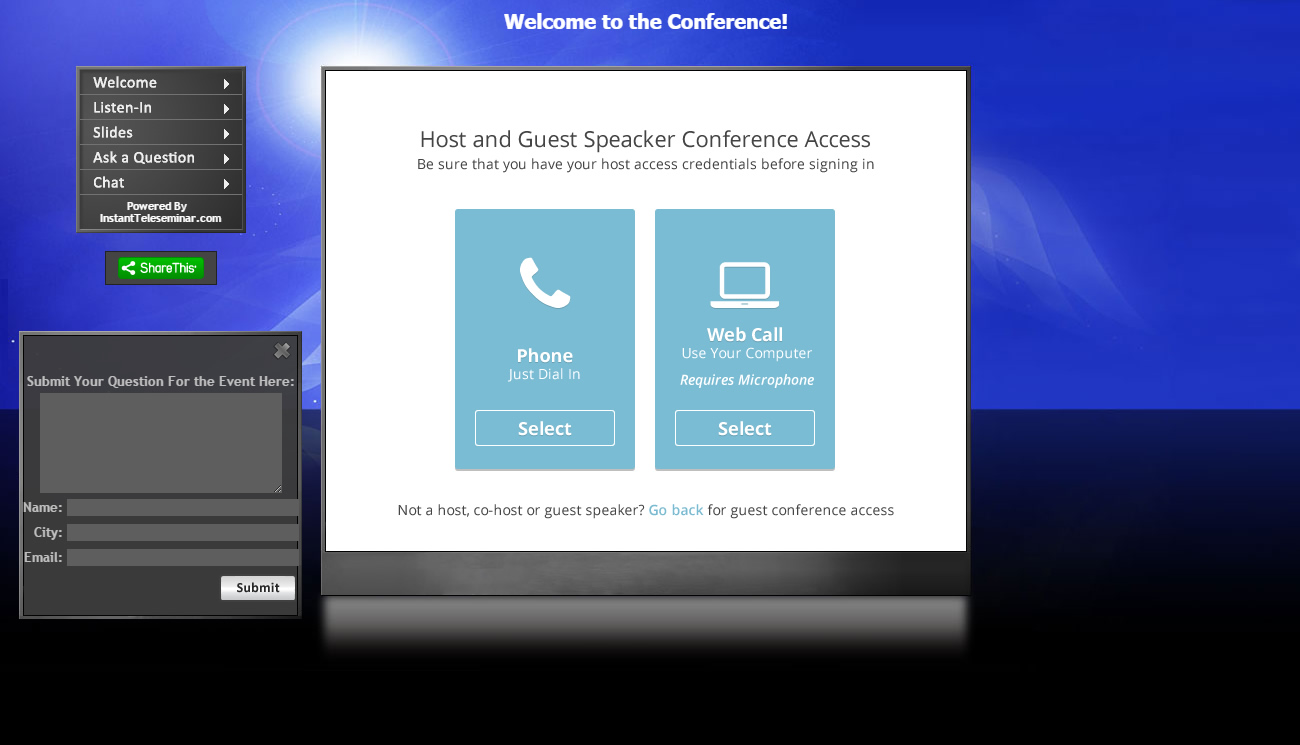 Welcome to the Conference!
Welcome
Listen-In
Slides
Ask a Question
Chat
Powered By
InstantTeleseminar.com
ShareThis
Submit Your Question For the Event Here:
Name:
City:
Email:
Submit
Host and Guest Speacker Conference Access
Be sure that you have your host access credentials before signing in
Phone
Just Dial In
Select
Web Call
Use Your Computer
Requires Microphone
Select
Not a host, co-host or guest speaker? Go back for guest conference access